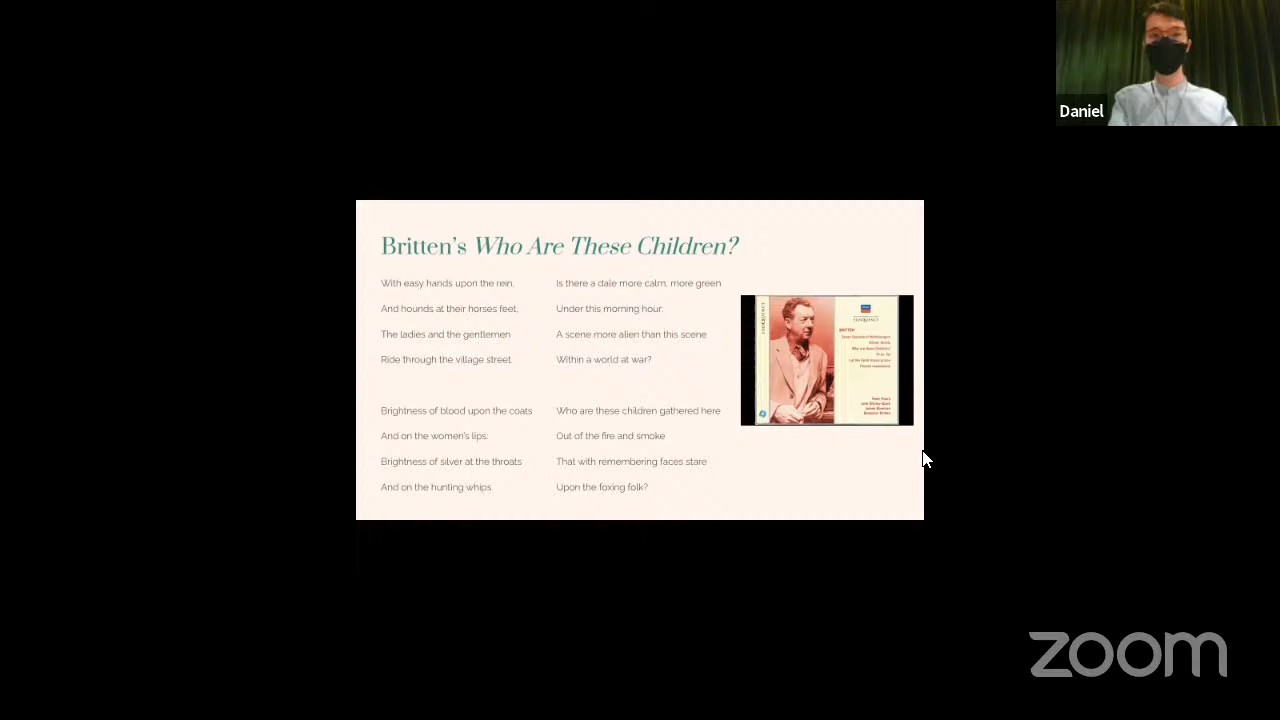 Daniel
Britten's Who Are These Children?
With easy hands upon the rein,
And hounds at their horses feet,
The ladies and the gentlemen
Ride through the village street.
Brightness of blood upon the coats
And on the women's lips:
Brightness of silver at the throats
And on the hunting whips.
Is there a dale more calm, more green
Under this morning hour:
A scene more alien than this scene
Within a world at war?
Who are these children gathered here
Out of the fire and smoke
That with remembering faces stare
Upon the foxing folk?
BRITTEN
zoom